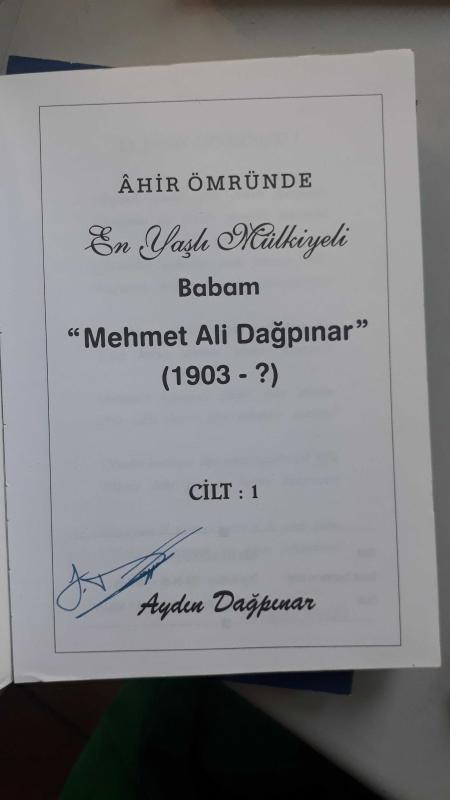 ÂHİR ÖMRÜNDE
En Yaşlı Mülkiyeli
Babam
“Mehmet Ali Dağpınar”
(1903 - ?)
CİLT : 1
Aydın Dağpınar